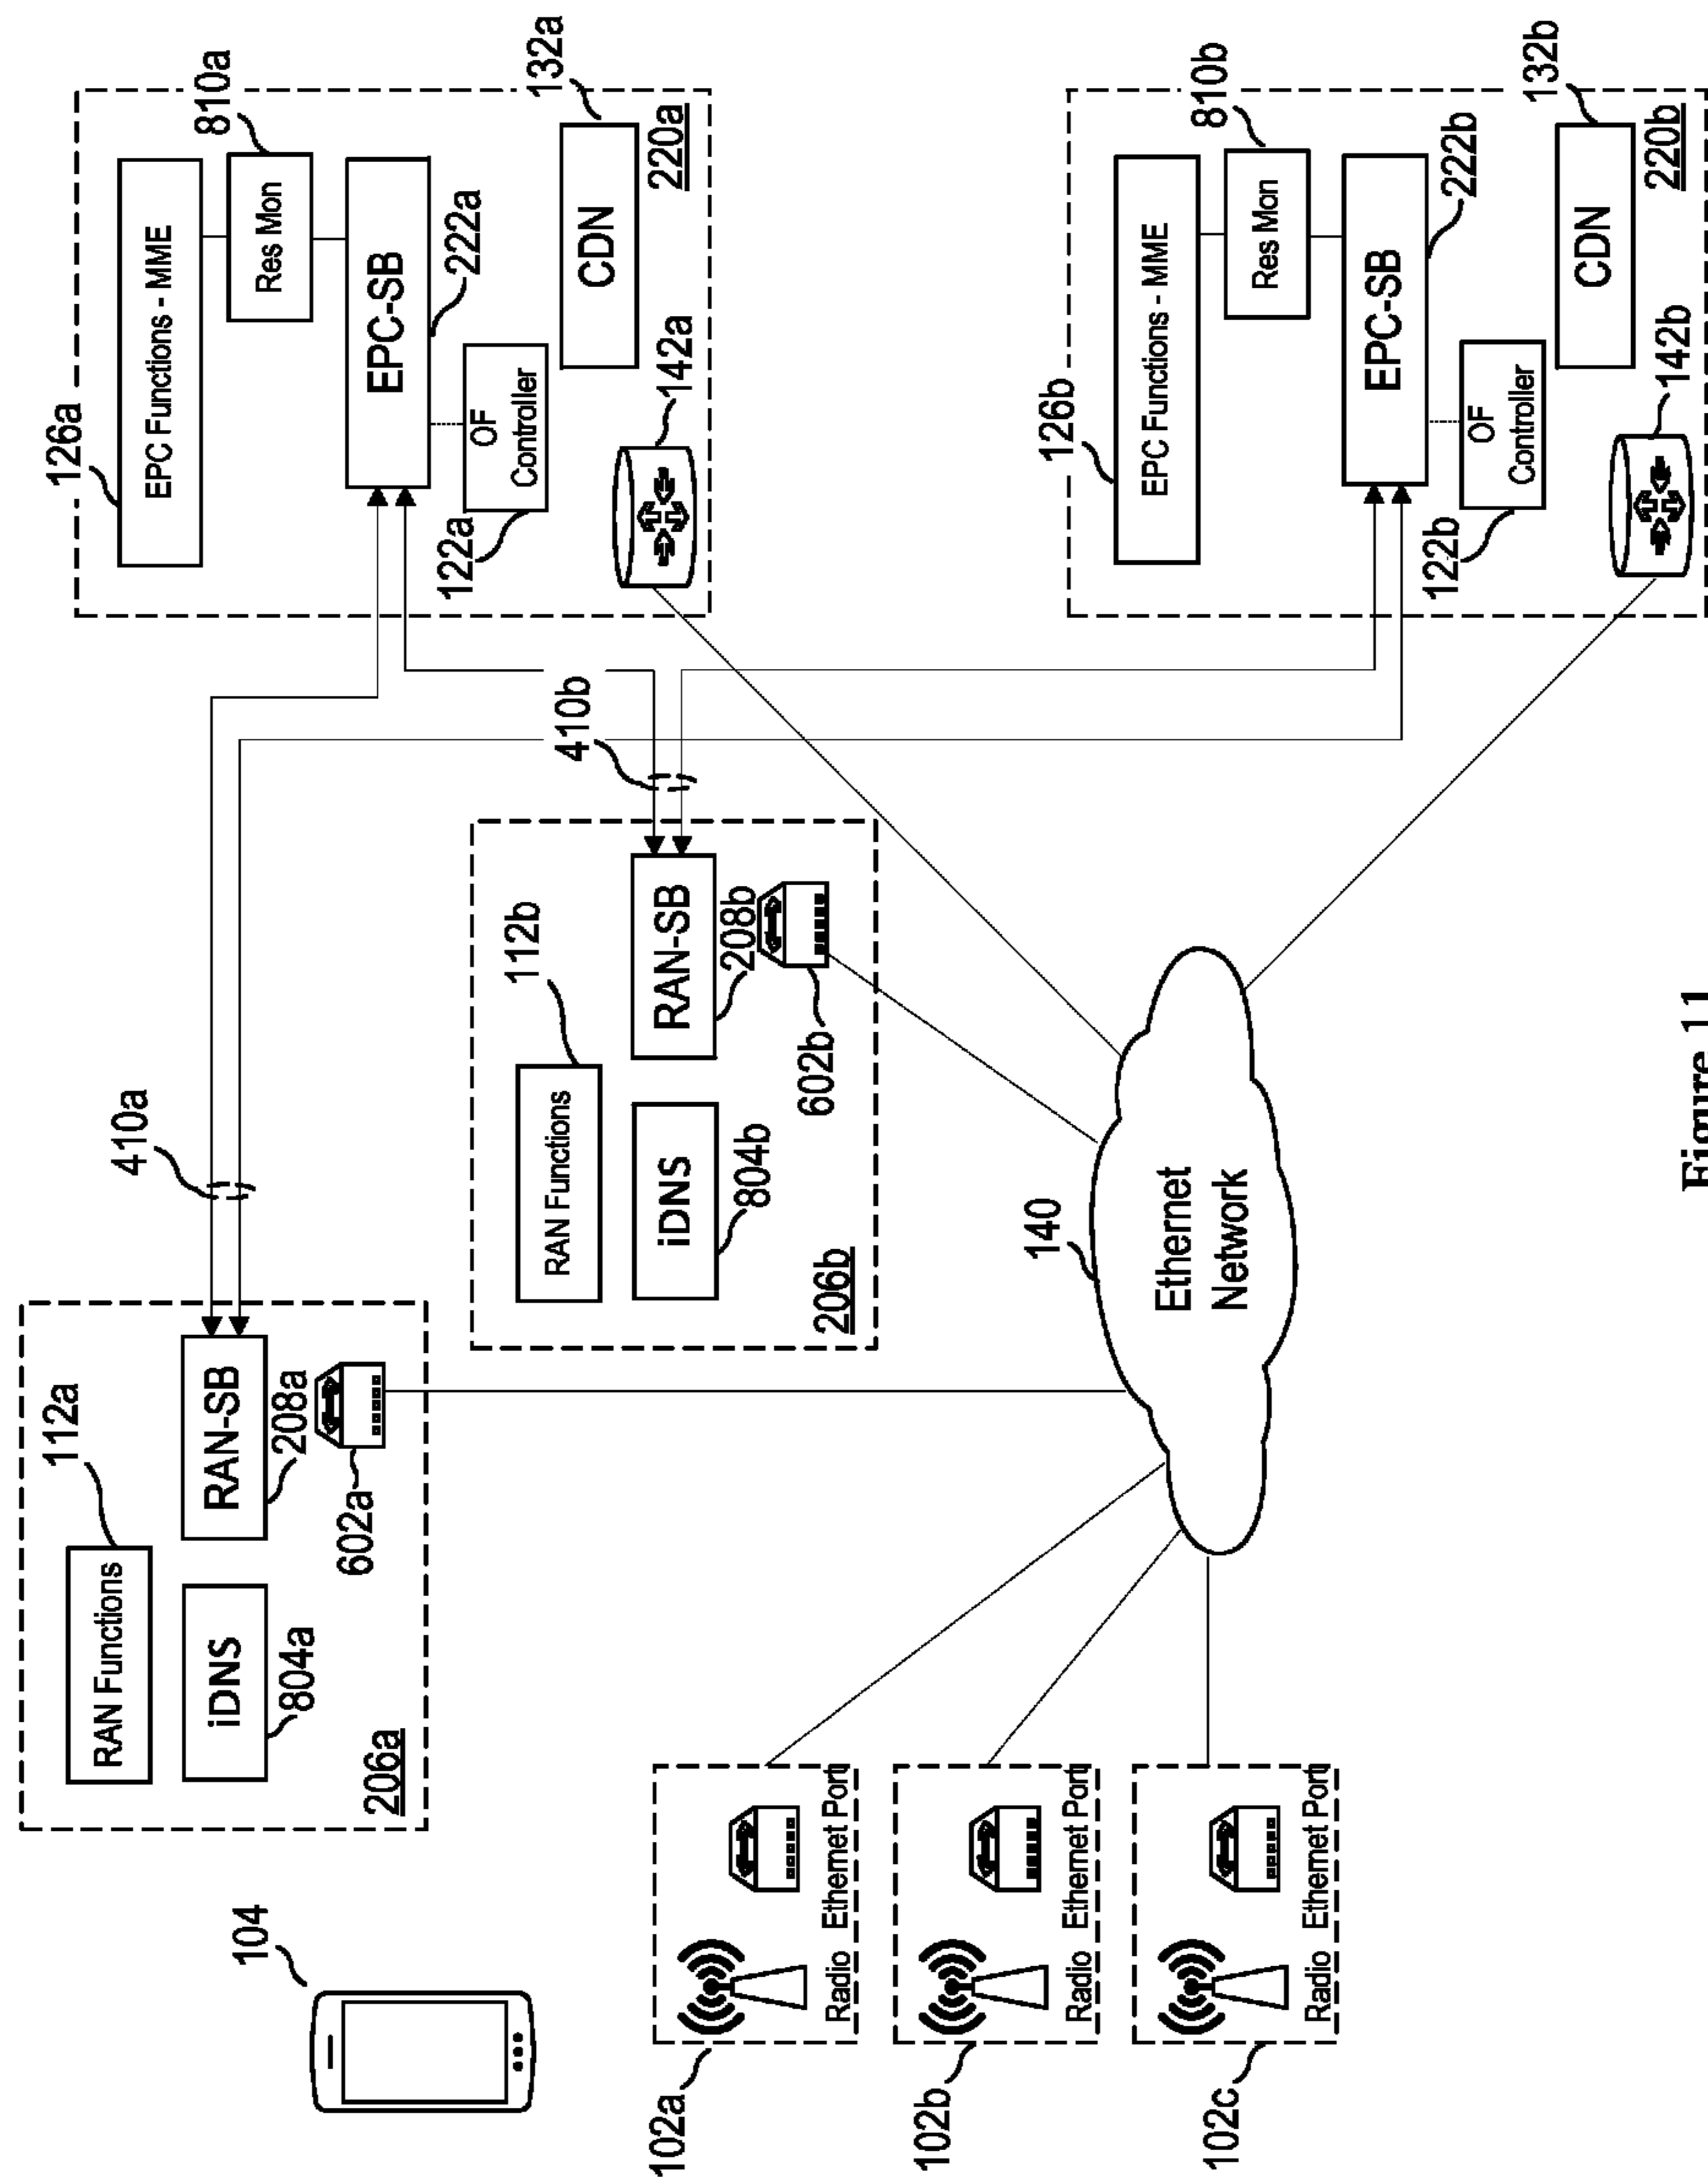 104
112a
RAN Functions
iDNS
804a
RAN-SB
208a
602a
206a
410a
112b
RAN Functions
iDNS
804b
RAN-SB
208b
602b
206b
410b
126a
EPC Functions - MME
810a
Res Mon
EPC-SB
222a
122a
OF
Controller
132a
CDN
142a
220a
126b
EPC Functions - MME
810b
Res Mon
EPC-SB
222b
122b
OF
Controller
132b
CDN
142b
220b
102a
Radio
Ethernet Port
102b
Radio
Ethernet Port
102c
Radio
Ethernet Port
140
Ethernet
Network
Figure 11